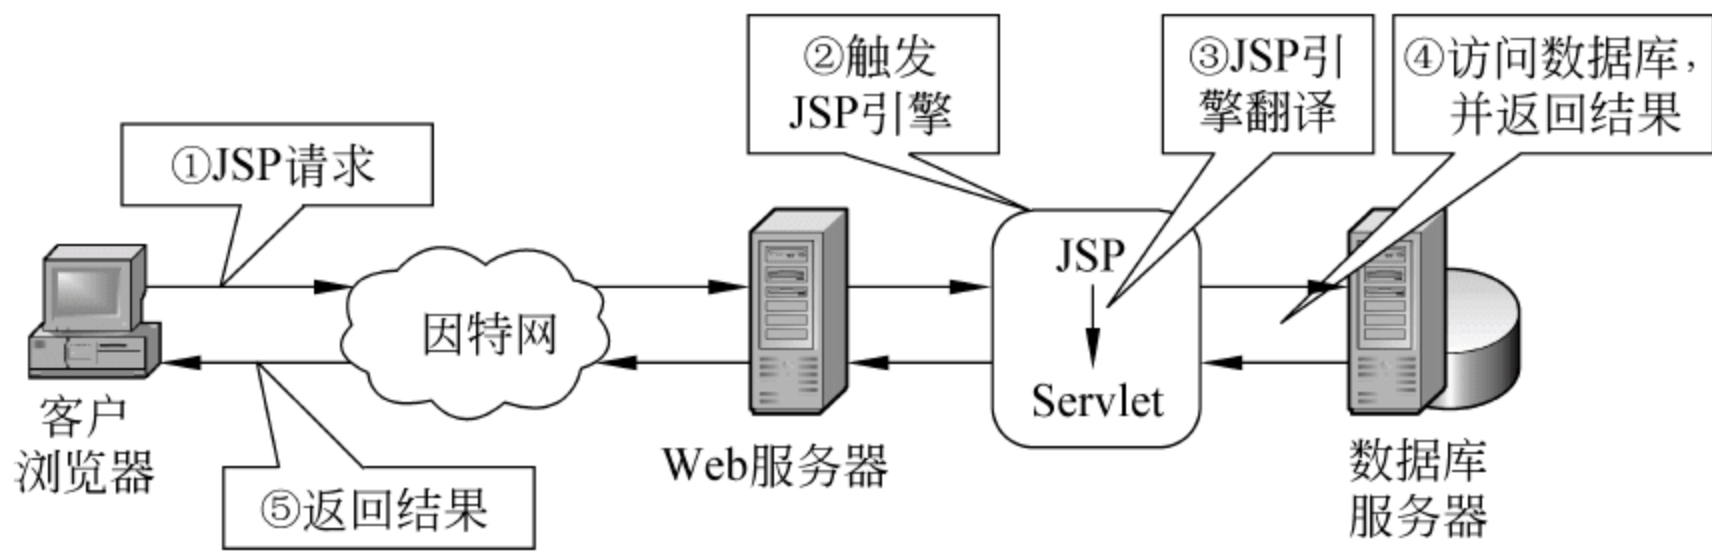 ②触发
JSP引擎
③JSP引
擎翻译
④访问数据库，
并返回结果
①JSP请求
JSP
因特网
Servlet
客户
浏览器
Web服务器
数据库
服务器
⑤返回结果